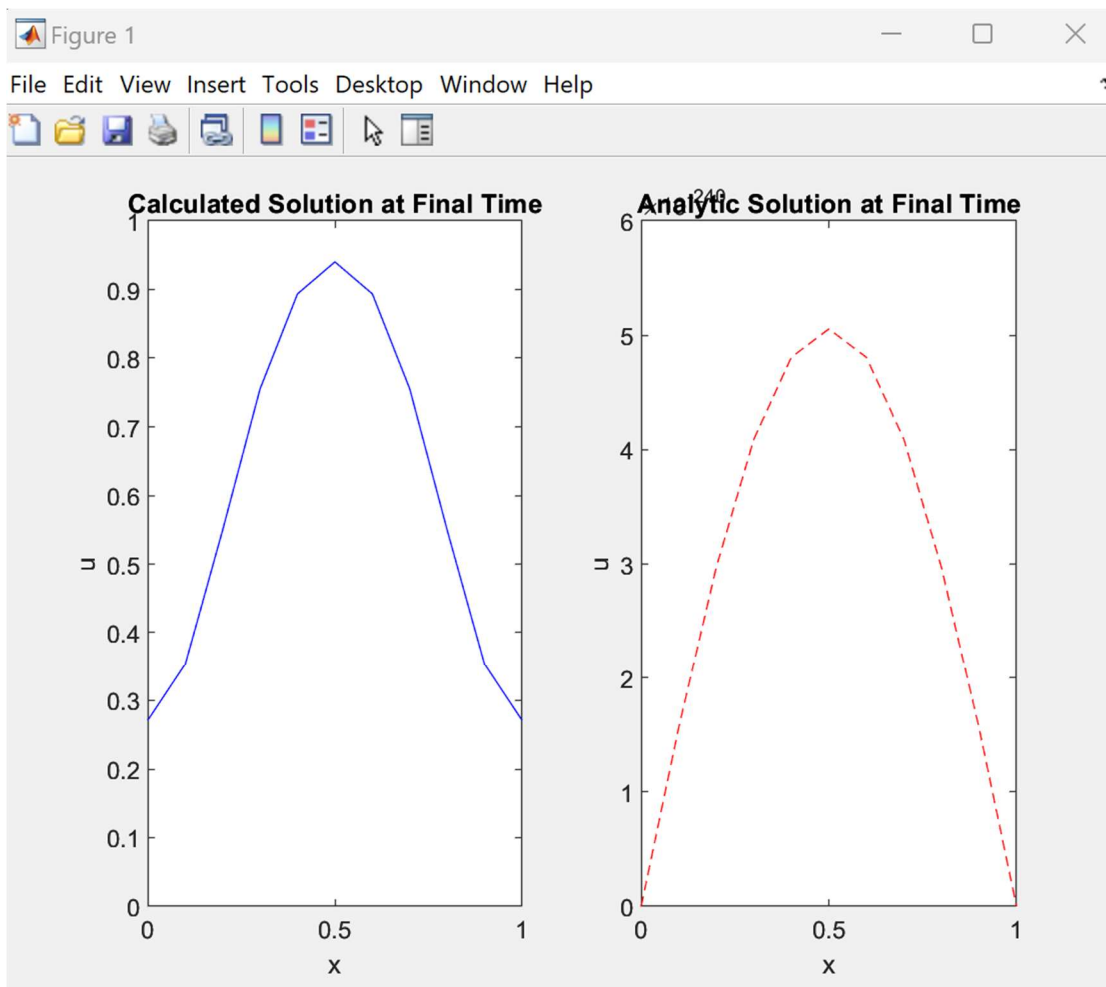 Figure 1
File Edit View Insert Tools Desktop Window Help
Calculated Solution at Final Time
1
0.9
0.8
0.7
0.6
0.5
0.4
0.3
0.2
0.1
0
0 0.5 1
x
u
240
Analytic Solution at Final Time
6
5
4
3
2
1
0
0 0.5 1
x
u